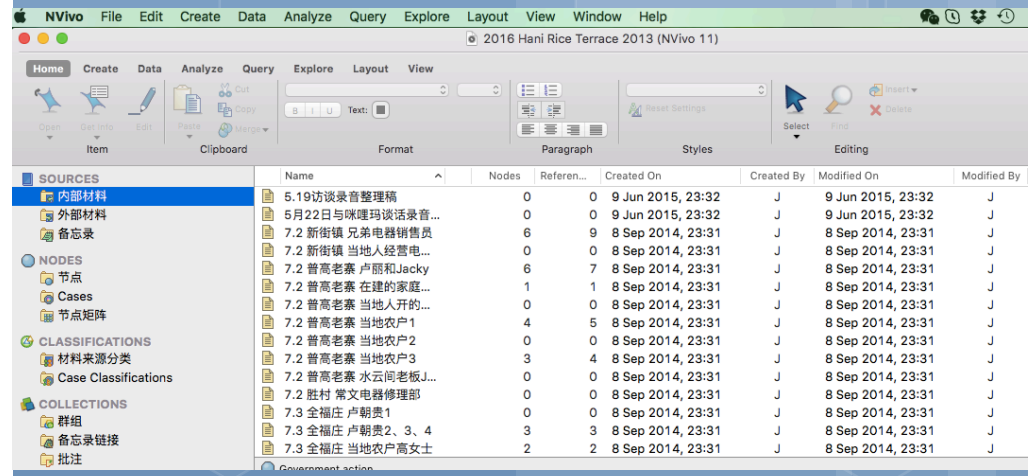 NVivo File Edit Create Data Analyze Query Explore Layout View Window Help
2016 Hani Rice Terrace 2013 (NVivo 11)
Home Create Data Analyze Query Explore Layout View
Cut
Copy
Merge
Open Get Info Edit Paste
B I U Text:
Reset Settings
Select Find
Insert
Delete
Item Clipboard Format Paragraph Styles Editing
SOURCES
内部材料
外部材料
备忘录
NODES
节点
Cases
节点矩阵
CLASSIFICATIONS
材料来源分类
Case Classifications
COLLECTIONS
群组
备忘录链接
批注
Name Nodes Referen... Created On Created By Modified On Modified By
5.19访谈录音整理稿 0 0 9 Jun 2015, 23:32 J 9 Jun 2015, 23:32 J
5月22日与咪哩玛谈话录音... 0 0 9 Jun 2015, 23:32 J 9 Jun 2015, 23:32 J
7.2 新街镇 兄弟电器销售员 6 9 8 Sep 2014, 23:31 J 8 Sep 2014, 23:31 J
7.2 新街镇 当地人经营电... 0 0 8 Sep 2014, 23:31 J 8 Sep 2014, 23:31 J
7.2 普高老寨 卢丽和Jacky 6 7 8 Sep 2014, 23:31 J 8 Sep 2014, 23:31 J
7.2 普高老寨 在建的家庭... 1 1 8 Sep 2014, 23:31 J 8 Sep 2014, 23:31 J
7.2 普高老寨 当地人开的... 0 0 8 Sep 2014, 23:31 J 8 Sep 2014, 23:31 J
7.2 普高老寨 当地农户1 4 5 8 Sep 2014, 23:31 J 8 Sep 2014, 23:31 J
7.2 普高老寨 当地农户2 0 0 8 Sep 2014, 23:31 J 8 Sep 2014, 23:31 J
7.2 普高老寨 当地农户3 3 4 8 Sep 2014, 23:31 J 8 Sep 2014, 23:31 J
7.2 普高老寨 水云间老板J... 0 0 8 Sep 2014, 23:31 J 8 Sep 2014, 23:31 J
7.2 胜村 常文电器修理部 0 0 8 Sep 2014, 23:31 J 8 Sep 2014, 23:31 J
7.3 全福庄 卢朝贵1 0 0 8 Sep 2014, 23:31 J 8 Sep 2014, 23:31 J
7.3 全福庄 卢朝贵2、3、4 3 3 8 Sep 2014, 23:31 J 8 Sep 2014, 23:31 J
7.3 全福庄 当地农户高女士 2 2 8 Sep 2014, 23:31 J 8 Sep 2014, 23:31 J
Government action